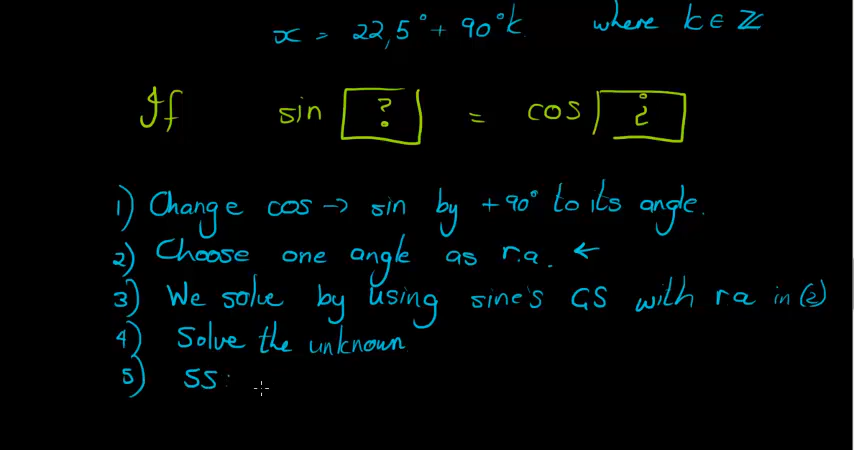 x = 22,5° + 90°k where k ∈ ℤ
If sin ? = cos ¿
1) Change cos → sin by +90° to its angle.
2) Choose one angle as r.a. ←
3) We solve by using sine's GS with ra in (2)
4) Solve the unknown
5) SS: